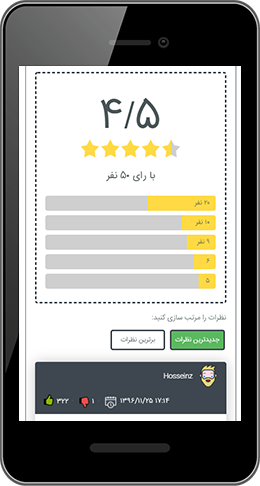 ۴/۵
با رای ۵۰ نفر
۲۰ نفر
۱۰ نفر
۹ نفر
۶
۵
نظرات را مرتب سازی کنید:
جدیدترین نظرات
برترین نظرات
Hosseinz
۱۳۹۶/۱۱/۲۵ ۱۷:۱۴
۱
۳۲۲